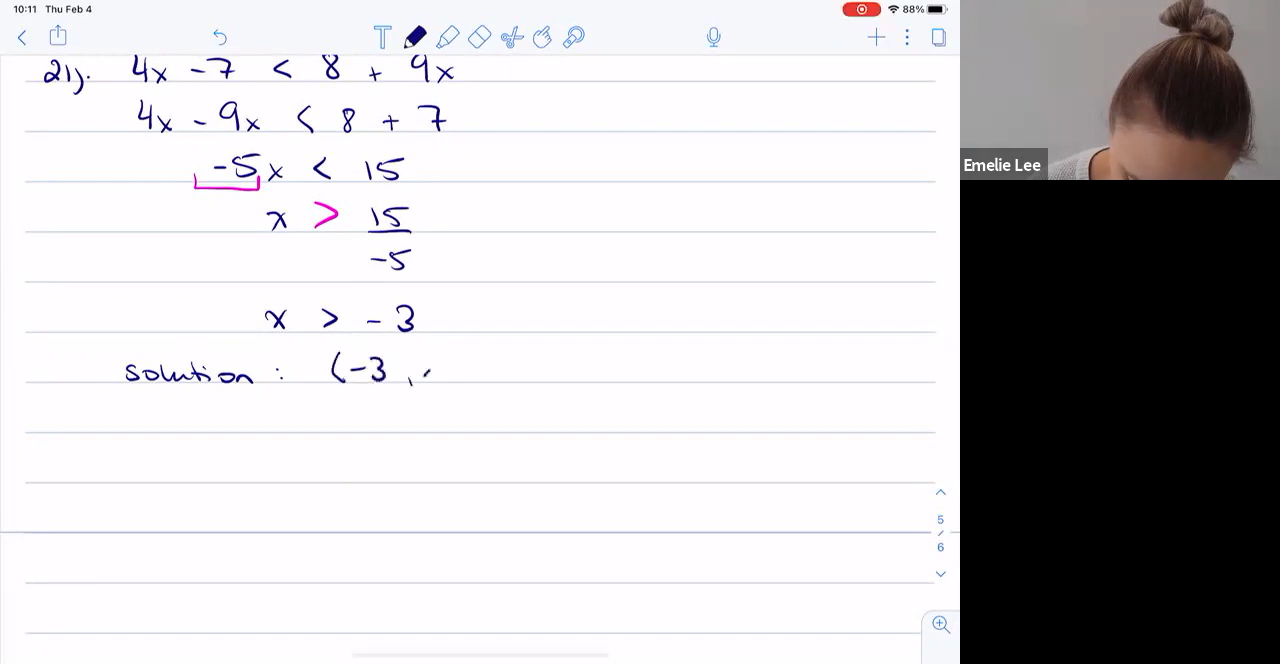 10:11 Thu Feb 4
88%
T
21). 4x - 7 < 8 + 9x
4x - 9x < 8 + 7
-5x < 15
x > 15
-5
x > - 3
solution : (-3 ,
Emelie Lee
5
6